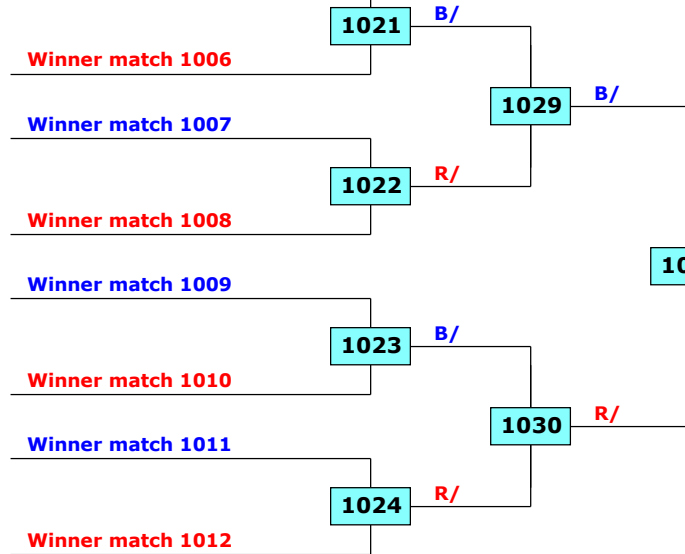 B/
1021
Winner match 1006
B/
1029
Winner match 1007
1022
R/
Winner match 1008
Winner match 1009
B/
1023
Winner match 1010
R/
1030
Winner match 1011
R/
1024
Winner match 1012